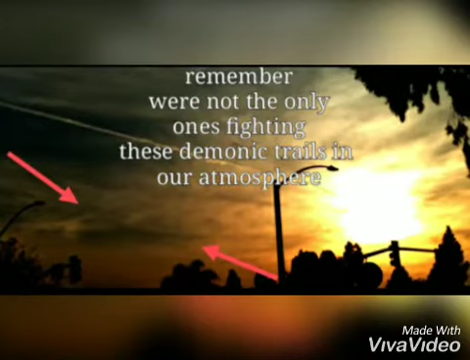 remember
were not the only
ones fighting
these demonic trails in
our atmosphere
Made With
VivaVideo